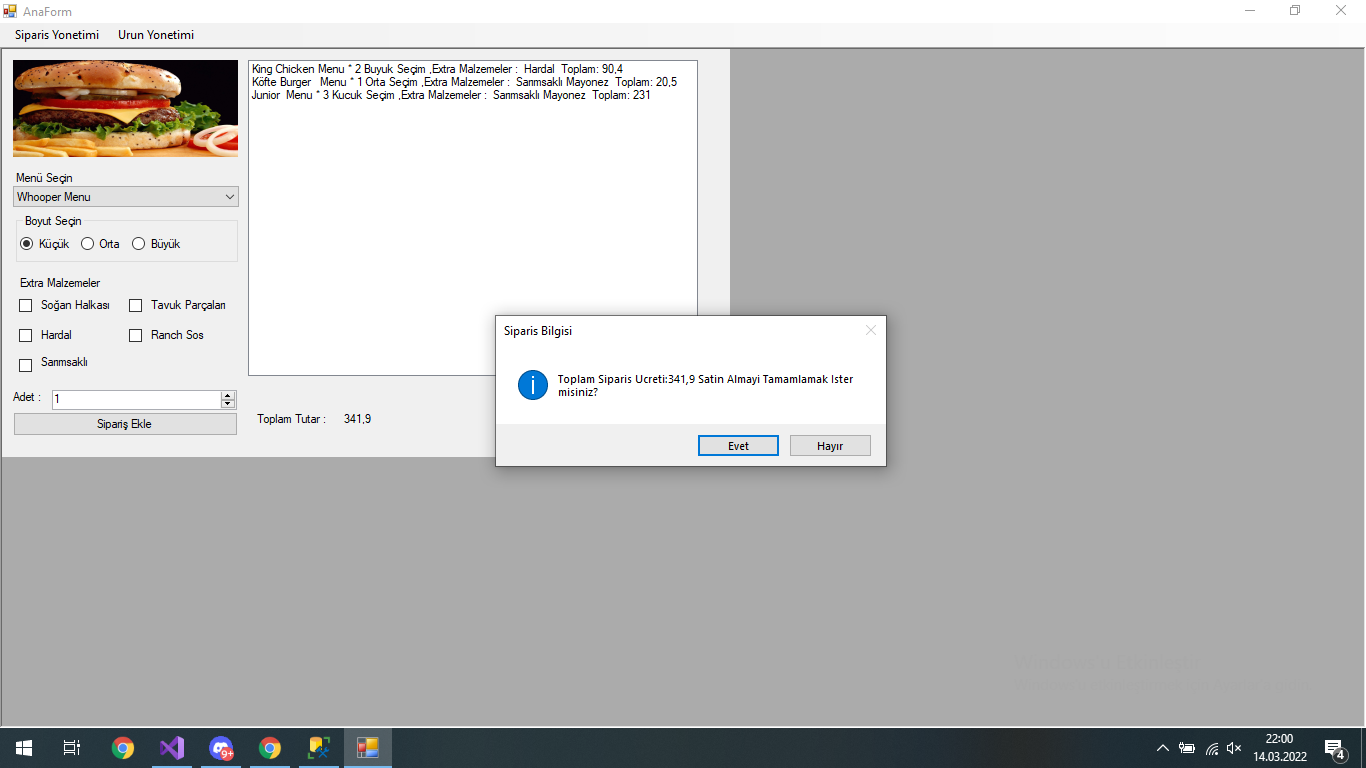 AnaForm
Siparis Yonetimi Urun Yonetimi
King Chicken Menu * 2 Buyuk Seçim ,Extra Malzemeler : Hardal Toplam: 90,4
Köfte Burger Menu * 1 Orta Seçim ,Extra Malzemeler : Sarımsaklı Mayonez Toplam: 20,5
Junior Menu * 3 Kucuk Seçim ,Extra Malzemeler : Sarımsaklı Mayonez Toplam: 231
Menü Seçin
Whooper Menu
Boyut Seçin
Küçük Orta Büyük
Extra Malzemeler
Soğan Halkası Tavuk Parçaları
Hardal Ranch Sos
Sarımsaklı
Adet : 1
Sipariş Ekle
Toplam Tutar : 341,9
Siparis Bilgisi
Toplam Siparis Ucreti:341,9 Satin Almayi Tamamlamak Ister
misiniz?
Evet Hayır
9+
22:00
14.03.2022
4